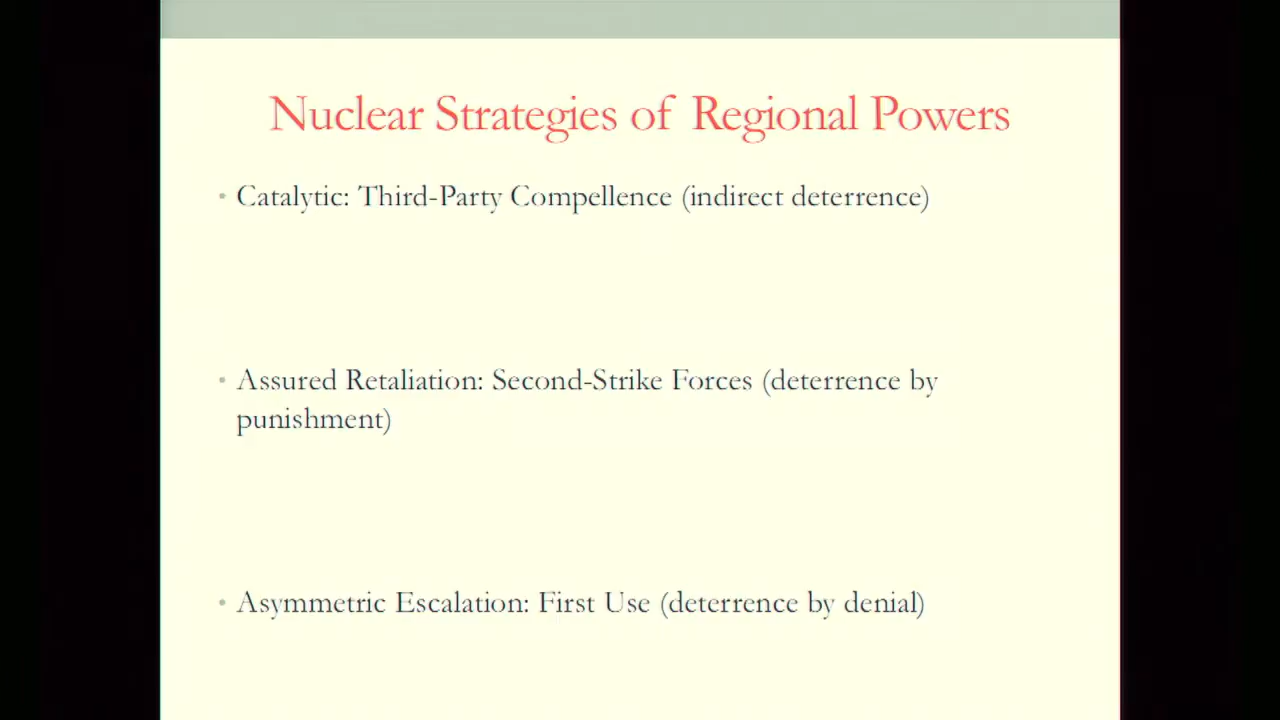 Nuclear Strategies of Regional Powers
• Catalytic: Third-Party Compellence (indirect deterrence)
• Assured Retaliation: Second-Strike Forces (deterrence by
punishment)
• Asymmetric Escalation: First Use (deterrence by denial)